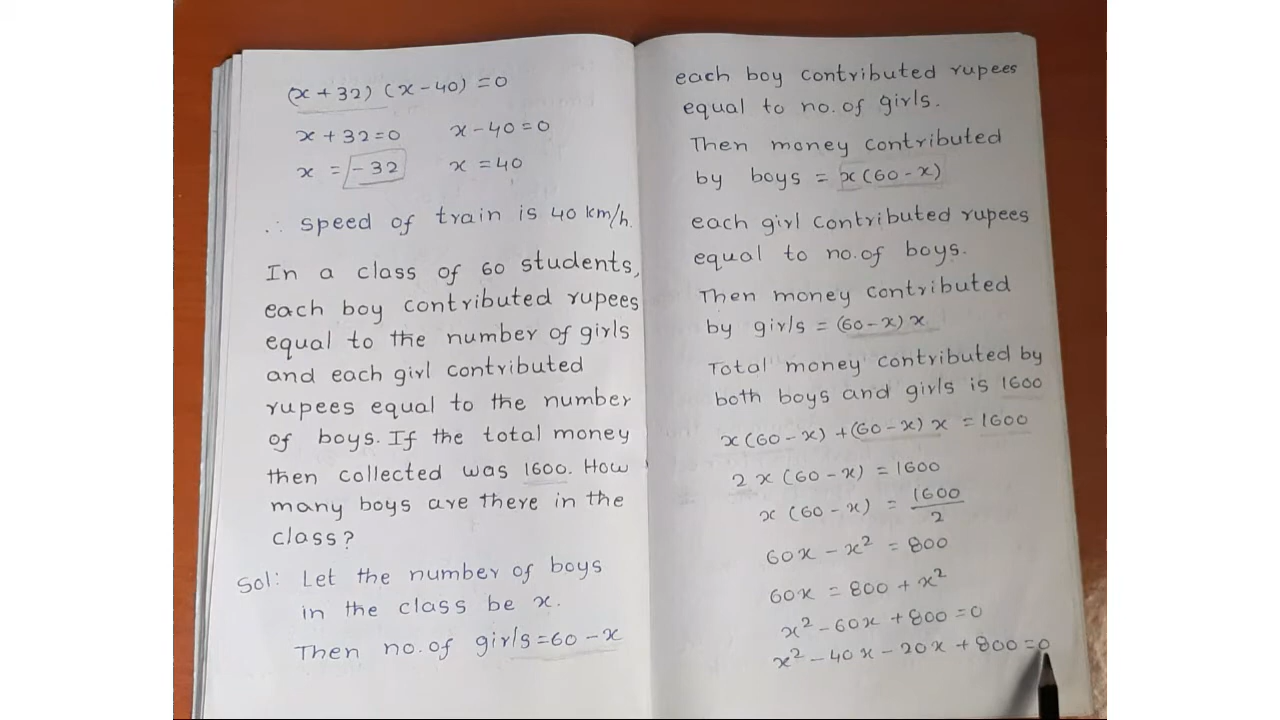 (x + 32) (x - 40) = 0
x + 32 = 0 x - 40 = 0
x = -32 x = 40
∴ speed of train is 40 km/h.
In a class of 60 students,
each boy contributed rupees
equal to the number of girls
and each girl contributed
rupees equal to the number
of boys. If the total money
then collected was 1600. How
many boys are there in the
class?
Sol: Let the number of boys
in the class be x.
Then no. of girls = 60 - x
each boy contributed rupees
equal to no. of girls.
Then money contributed
by boys = x(60 - x)
each girl contributed rupees
equal to no. of boys.
Then money contributed
by girls = (60 - x) x
Total money contributed by
both boys and girls is 1600
x(60 - x) + (60 - x) x = 1600
2 x (60 - x) = 1600
x (60 - x) = 1600/2
60x - x² = 800
60x = 800 + x²
x² - 60x + 800 = 0
x² - 40x - 20x + 800 = 0